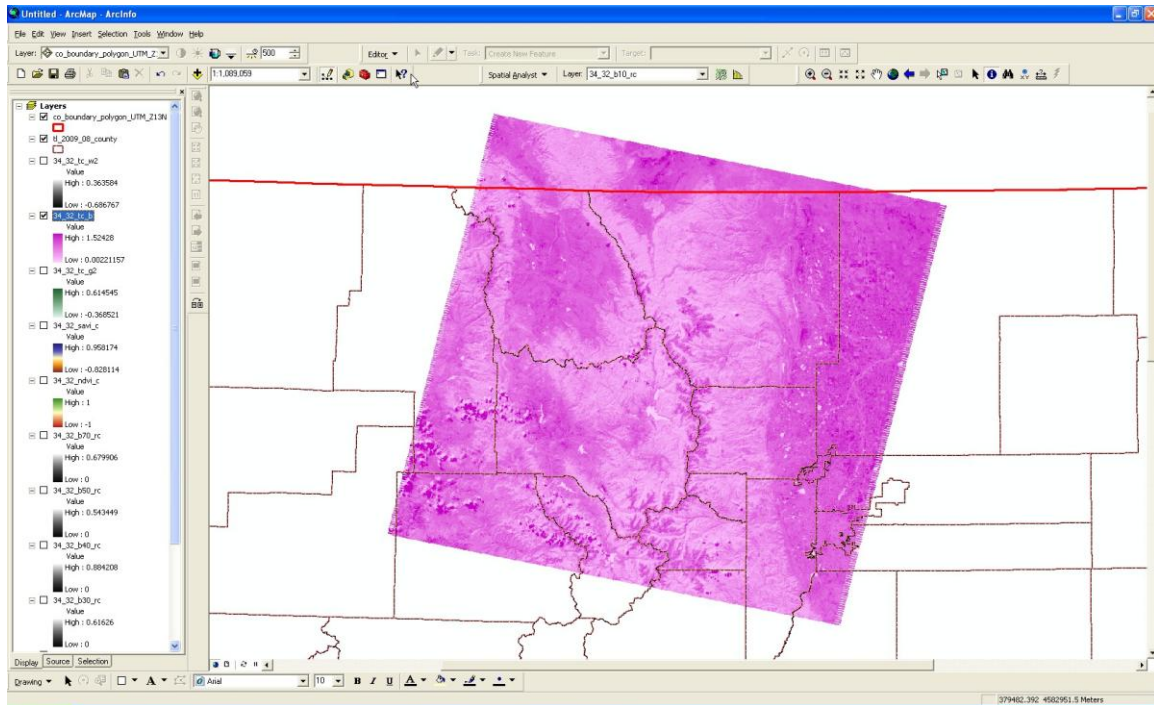 Untitled - ArcMap - ArcInfo
File Edit View Insert Selection Tools Window Help
Layer: co_boundary_polygon_UTM_Z1 500 Editor Task: Create New Feature Target:
1:1,089,059 Spatial Analyst Layer: 34_32_b10_rc
Layers
co_boundary_polygon_UTM_Z13N
tl_2009_08_county
34_32_tc_w2
Value
High : 0.363584
Low : -0.686767
34_32_tc_b
Value
High : 1.52428
Low : 0.00221157
34_32_tc_g2
Value
High : 0.614545
Low : -0.368521
34_32_savi_c
Value
High : 0.958174
Low : -0.828114
34_32_ndvi_c
Value
High : 1
Low : -1
34_32_b70_rc
Value
High : 0.679906
Low : 0
34_32_b50_rc
Value
High : 0.543449
Low : 0
34_32_b40_rc
Value
High : 0.884208
Low : 0
34_32_b30_rc
Value
High : 0.61626
Low : 0
Display Source Selection
Drawing A Arial 10 B I U A
379482.392 4582951.5 Meters